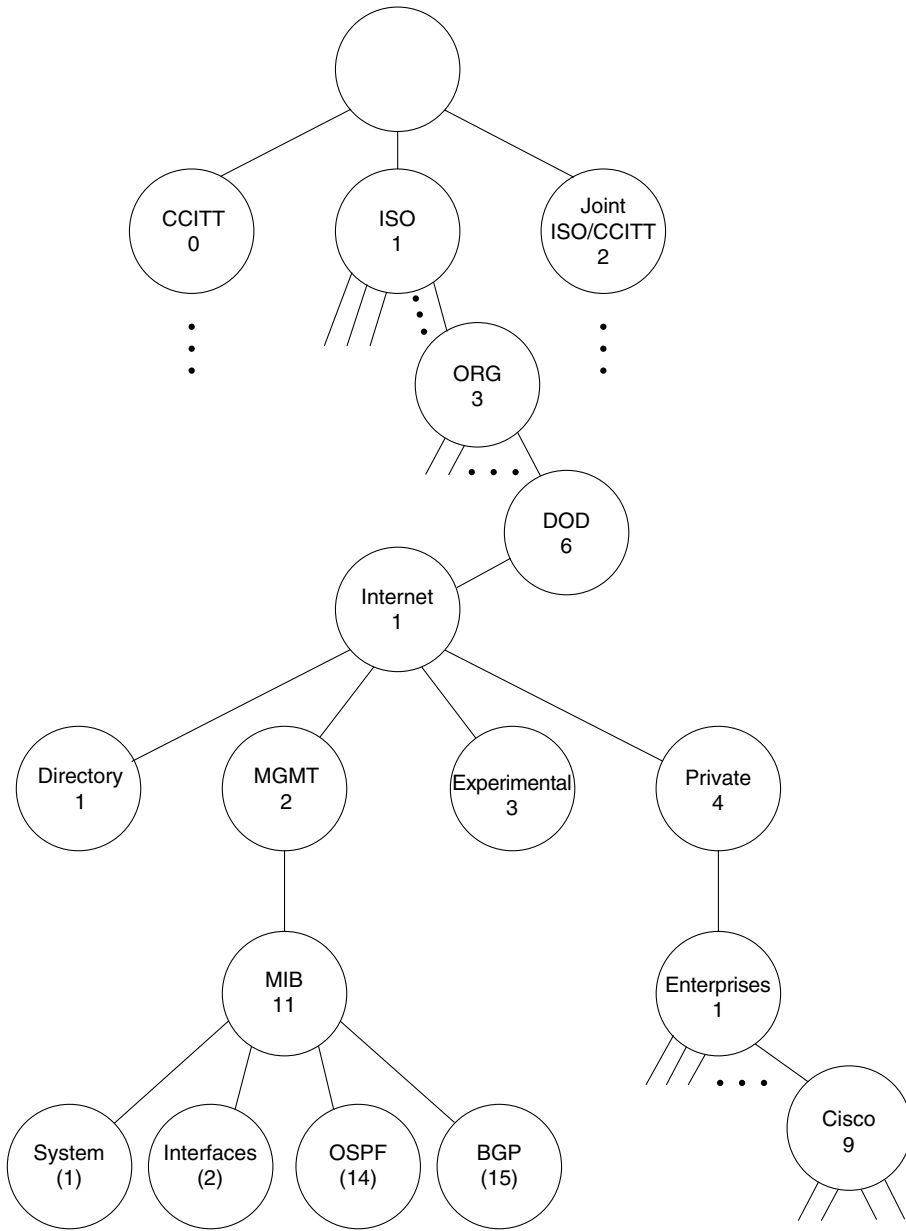 CCITT
0
ISO
1
Joint
ISO/CCITT
2
ORG
3
DOD
6
Internet
1
Directory
1
MGMT
2
Experimental
3
Private
4
MIB
11
Enterprises
1
System
(1)
Interfaces
(2)
OSPF
(14)
BGP
(15)
Cisco
9